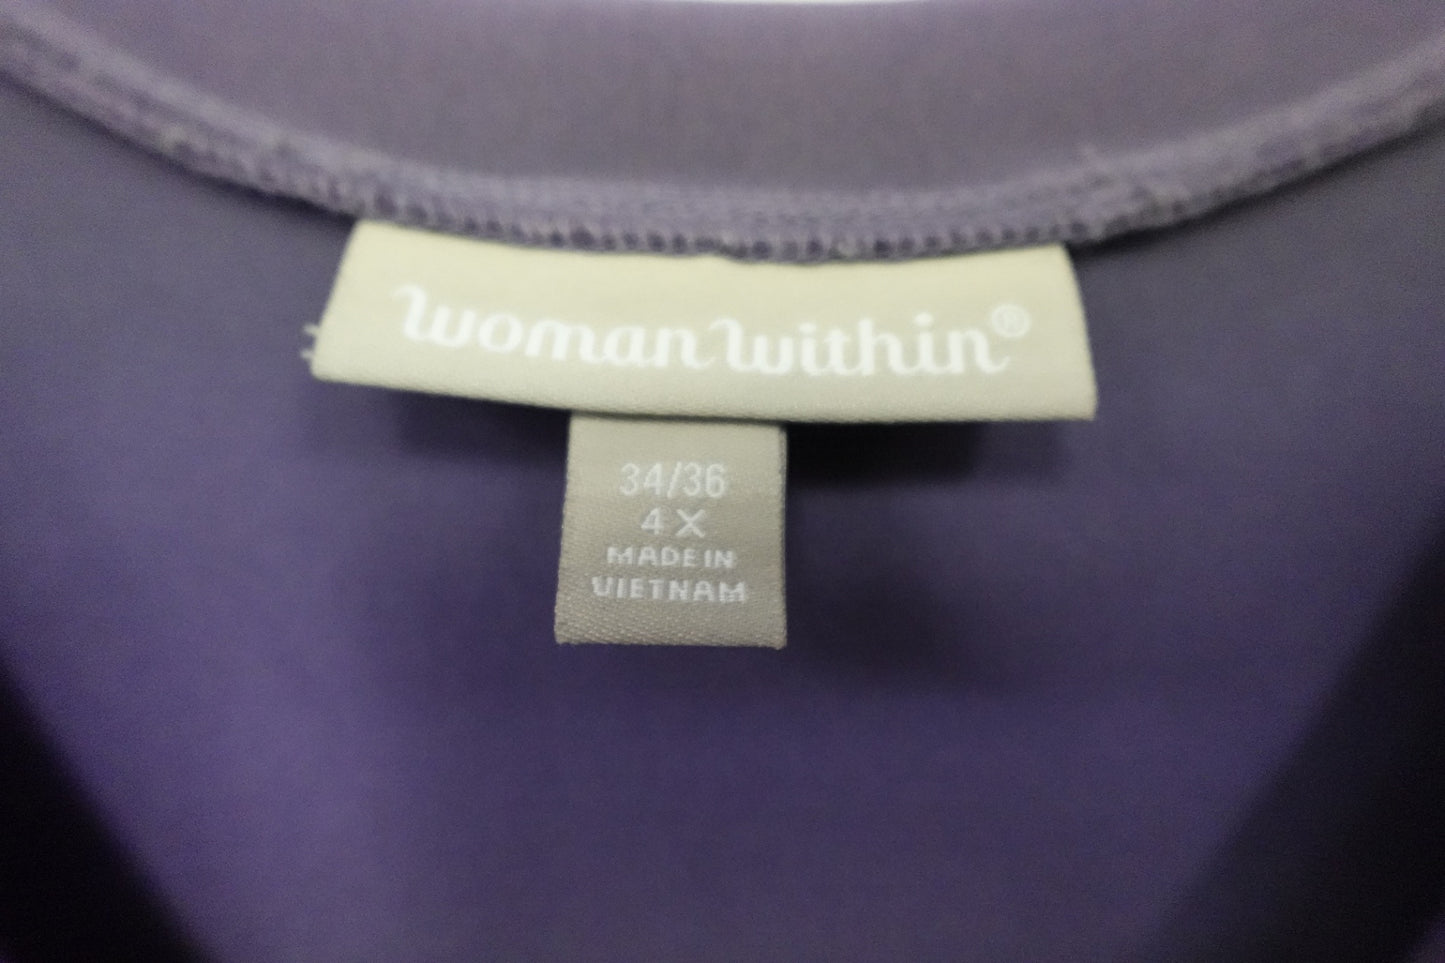 woman within®
34/36
4X
MADE IN
VIETNAM